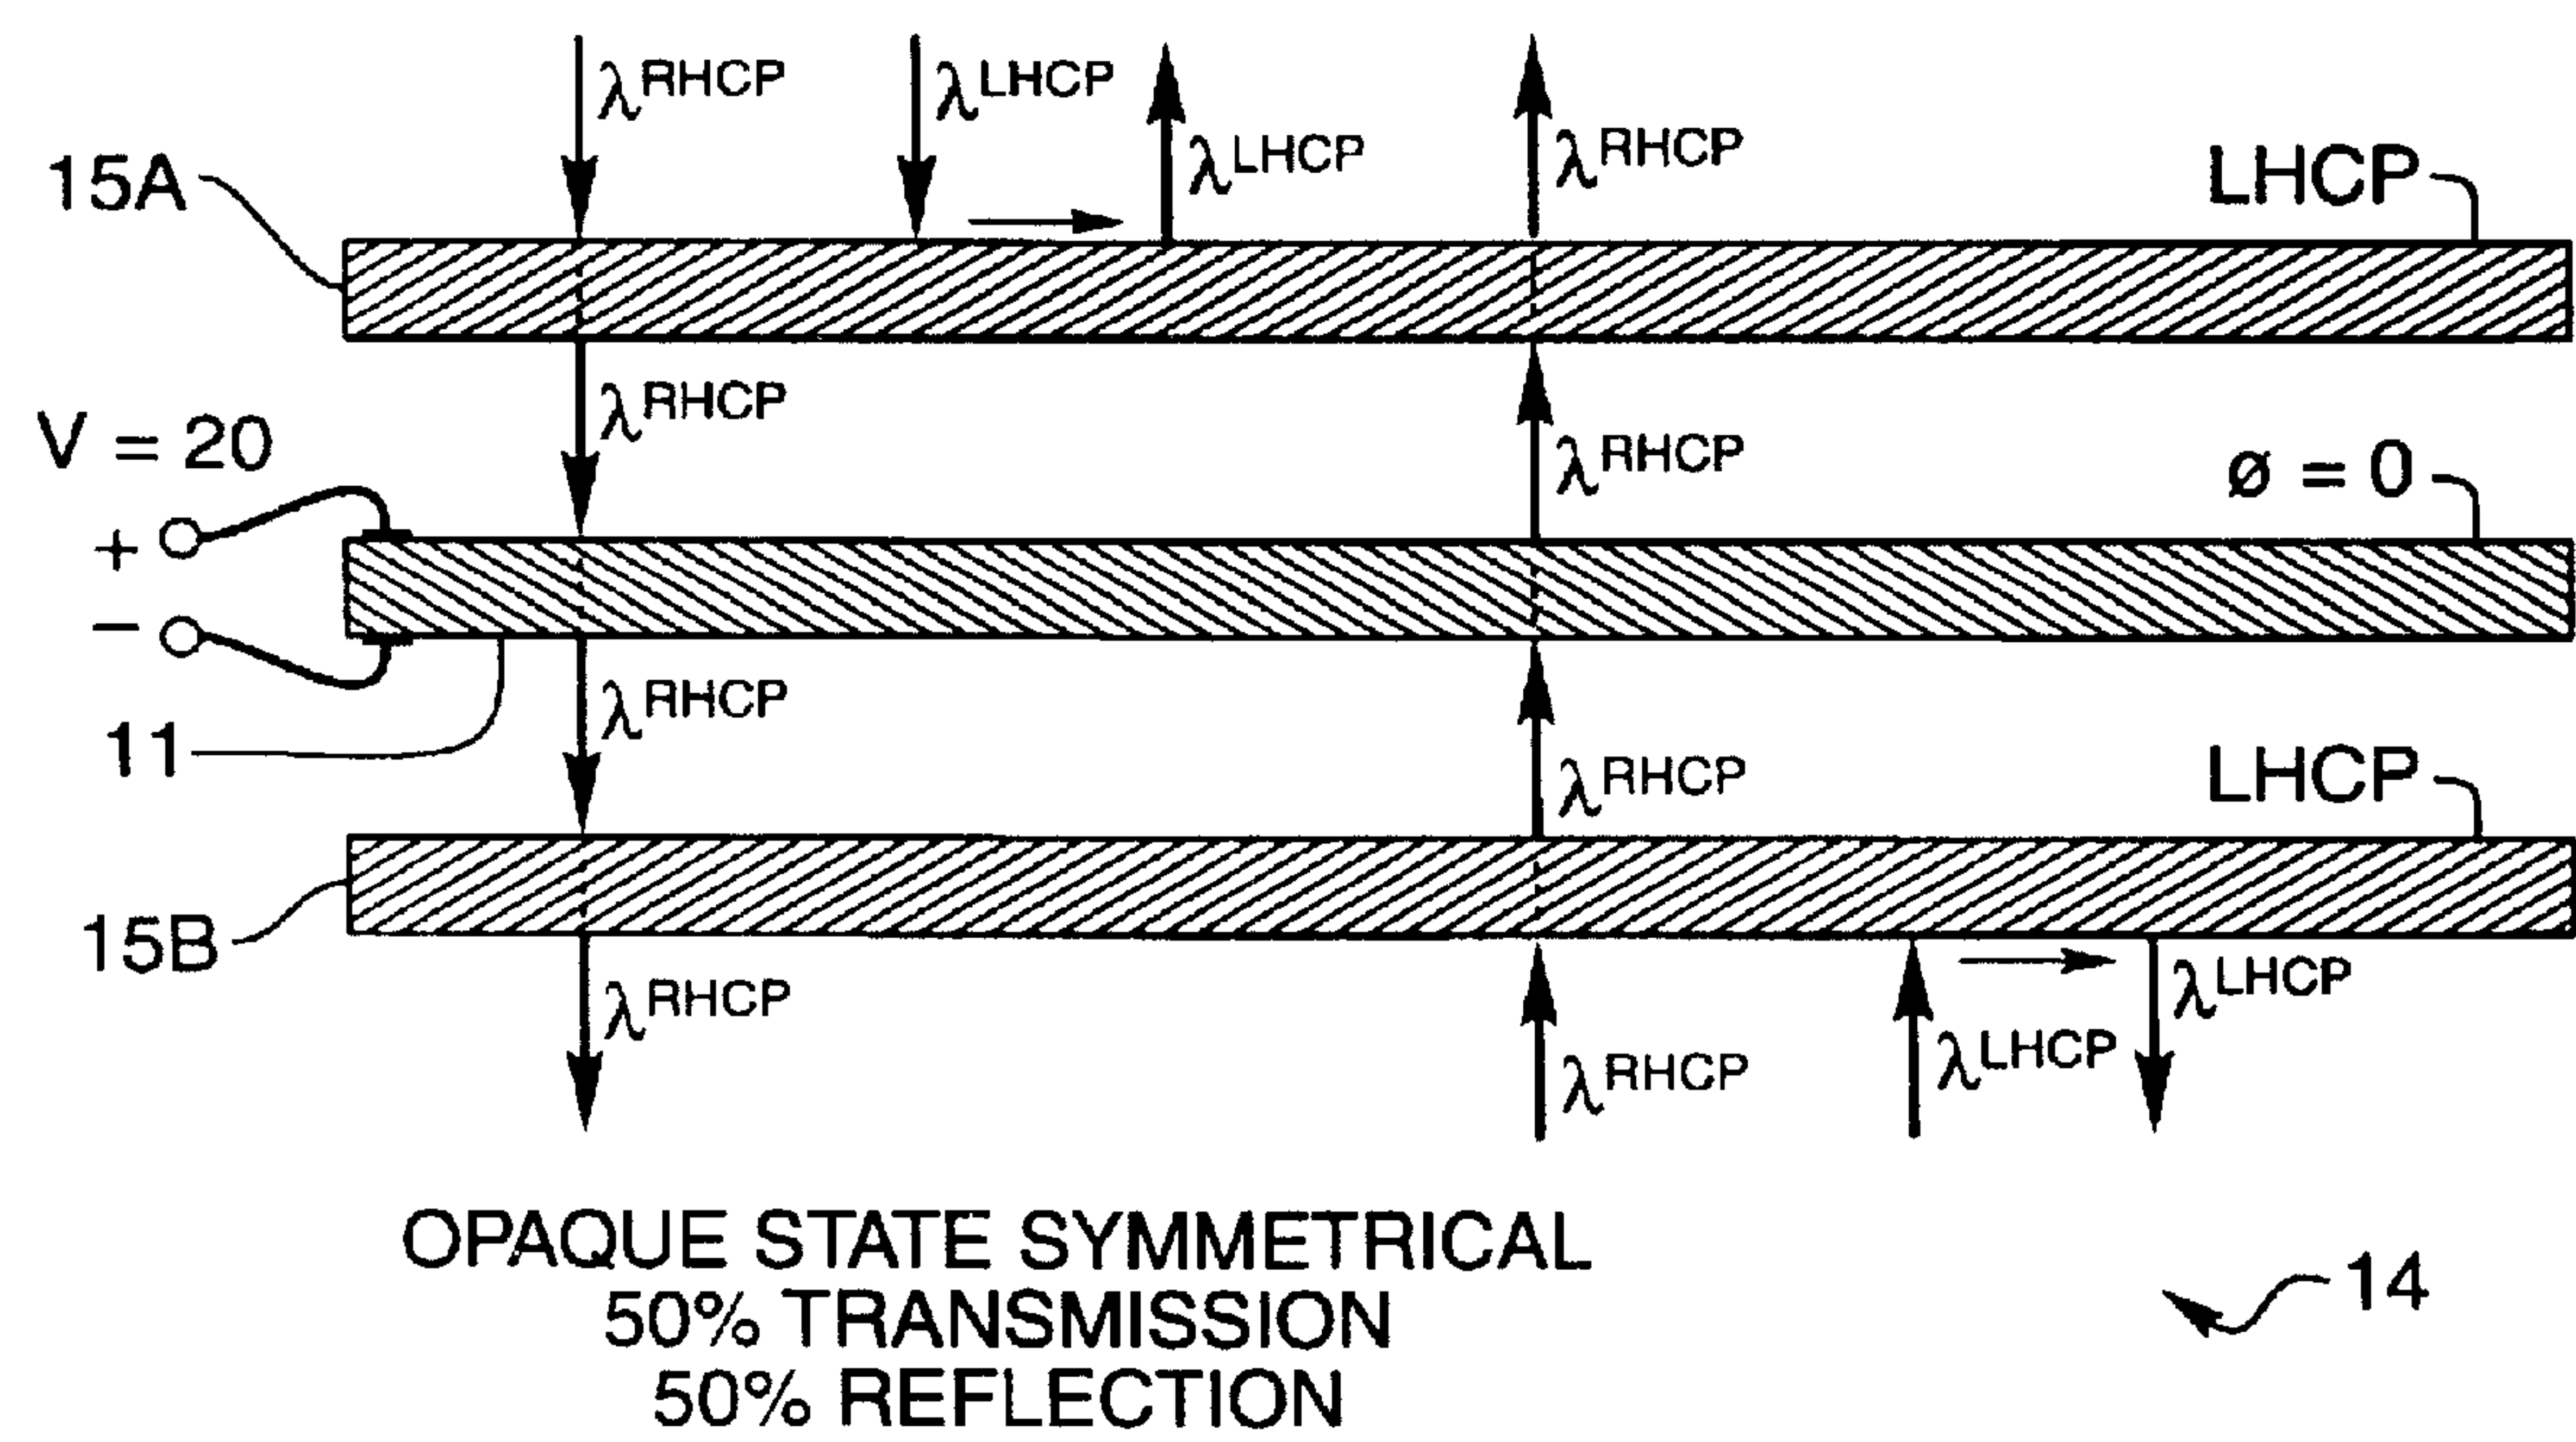 λRHCP
λLHCP
λLHCP
λRHCP
LHCP
15A
λRHCP
λRHCP
V = 20
ø = 0
+
−
λRHCP
11
λRHCP
LHCP
15B
λRHCP
λRHCP
λLHCP
λLHCP
OPAQUE STATE SYMMETRICAL
50% TRANSMISSION
50% REFLECTION
14